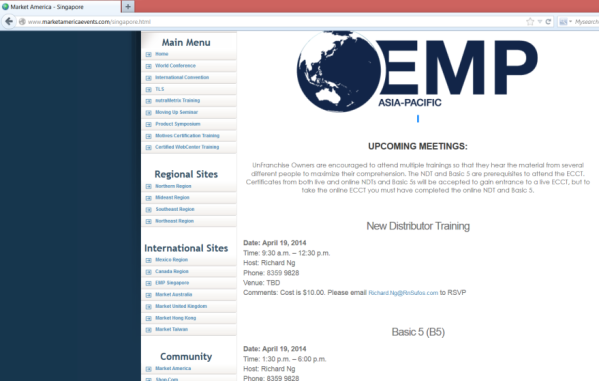 Market America - Singapore
www.marketamericaevents.com/singapore.html
Mysearch
Main Menu
Home
World Conference
International Convention
TLS
nutraMetrix Training
Moving Up Seminar
Product Symposium
Motives Certification Training
Certified WebCenter Training
Regional Sites
Northern Region
Midwest Region
Southeast Region
Northeast Region
International Sites
Mexico Region
Canada Region
EMP Singapore
Market Australia
Market United Kingdom
Market Hong Kong
Market Taiwan
Community
Market America
Shop.Com
EMP
ASIA-PACIFIC
UPCOMING MEETINGS:
UnFranchise Owners are encouraged to attend multiple trainings so that they hear the material from several
different people to maximize their comprehension. The NDT and Basic 5 are prerequisites to attend the ECCT.
Certificates from both live and online NDTs and Basic 5s will be accepted to gain entrance to a live ECCT, but to
take the online ECCT you must have completed the online NDT and Basic 5.
New Distributor Training
Date: April 19, 2014
Time: 9:30 a.m. – 12:30 p.m.
Host: Richard Ng
Phone: 8359 9828
Venue: TBD
Comments: Cost is $10.00. Please email Richard.Ng@RnSufos.com to RSVP
Basic 5 (B5)
Date: April 19, 2014
Time: 1:30 p.m. – 6:00 p.m.
Host: Richard Ng
Phone: 8359 9828